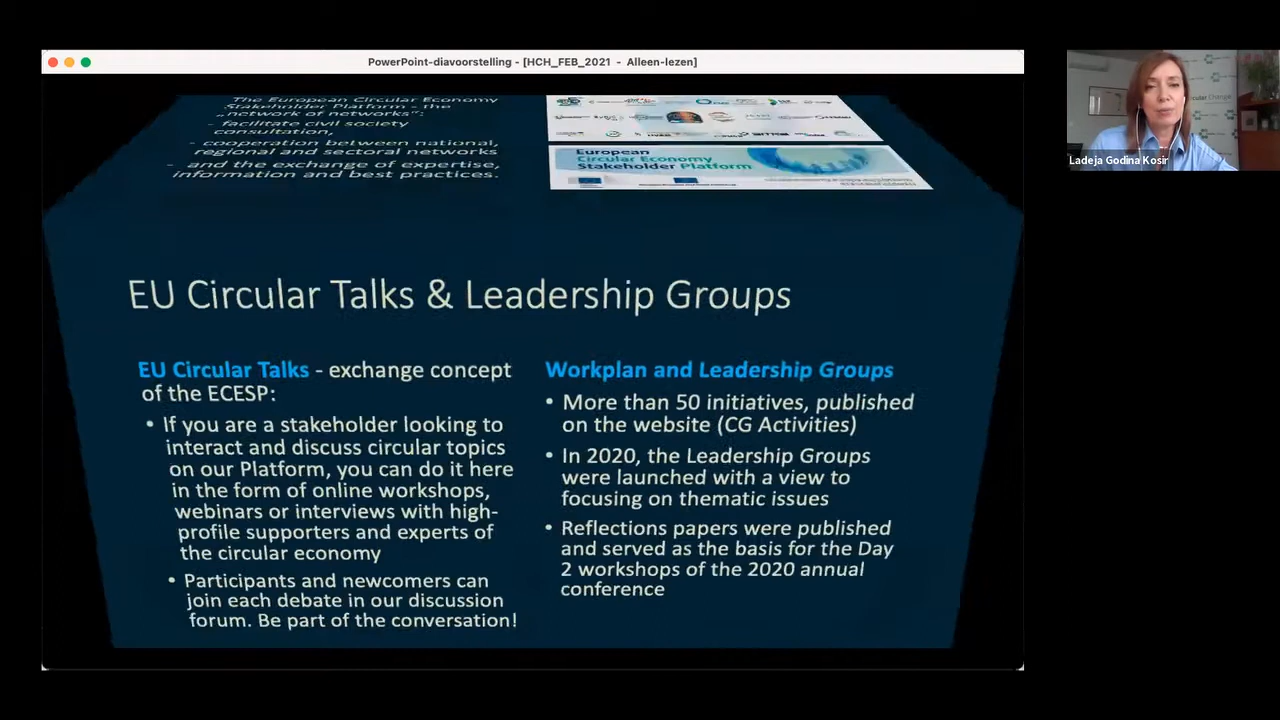 PowerPoint-diavoorstelling - [HCH_FEB_2021 - Alleen-lezen]
The European Circular Economy
Stakeholder Platform - the
„network of networks":
- facilitate civil society
consultation,
- cooperation between national,
regional and sectoral networks
- and the exchange of expertise,
information and best practices.
European
Circular Economy
Stakeholder Platform
EU Circular Talks & Leadership Groups
EU Circular Talks - exchange concept
of the ECESP:
• If you are a stakeholder looking to
interact and discuss circular topics
on our Platform, you can do it here
in the form of online workshops,
webinars or interviews with high-
profile supporters and experts of
the circular economy
• Participants and newcomers can
join each debate in our discussion
forum. Be part of the conversation!
Workplan and Leadership Groups
• More than 50 initiatives, published
on the website (CG Activities)
• In 2020, the Leadership Groups
were launched with a view to
focusing on thematic issues
• Reflections papers were published
and served as the basis for the Day
2 workshops of the 2020 annual
conference
Ladeja Godina Kosir